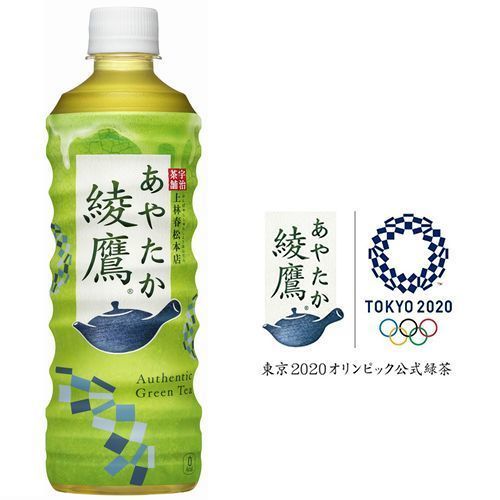 宇治
茶舗
上林春松本店
あやたか
綾鷹®
Authentic
Green Tea
あやたか
綾鷹®
TM
TOKYO 2020
東京2020オリンピック公式緑茶